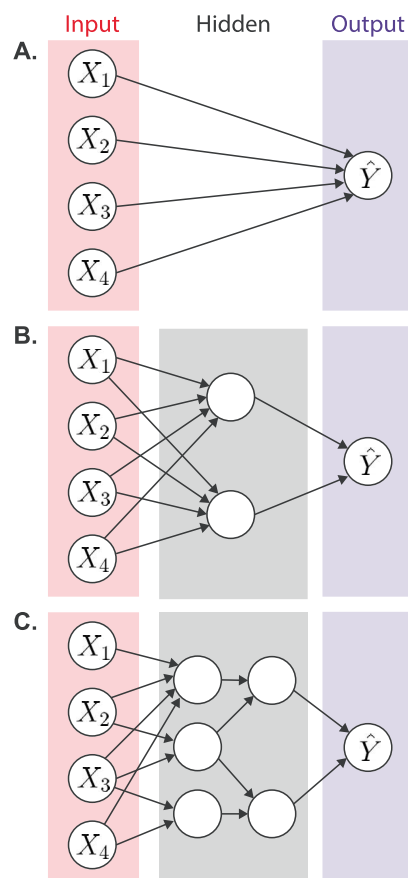 Input Hidden Output
A.
X₁
X₂
X₃
X₄
Ŷ
B.
X₁
X₂
X₃
X₄
Ŷ
C.
X₁
X₂
X₃
X₄
Ŷ